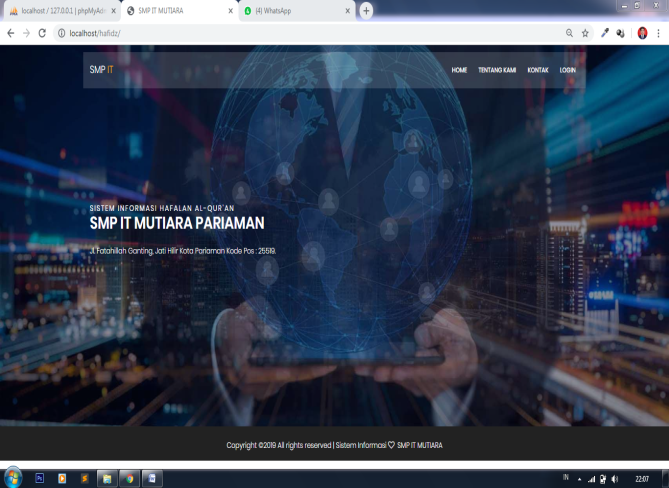 localhost / 127.0.0.1 | phpMyAdm
SMP IT MUTIARA
(4) WhatsApp
localhost/hafidz/
SMP IT
HOME TENTANG KAMI KONTAK LOGIN
SISTEM INFORMASI HAFALAN AL-QUR'AN
SMP IT MUTIARA PARIAMAN
Jl. Fatahillah Ganting, Jati Hilir Kota Pariaman Kode Pos : 25519.
Copyright ©2019 All rights reserved | Sistem Informasi ♡ SMP IT MUTIARA
Ps
W
IN
22:07